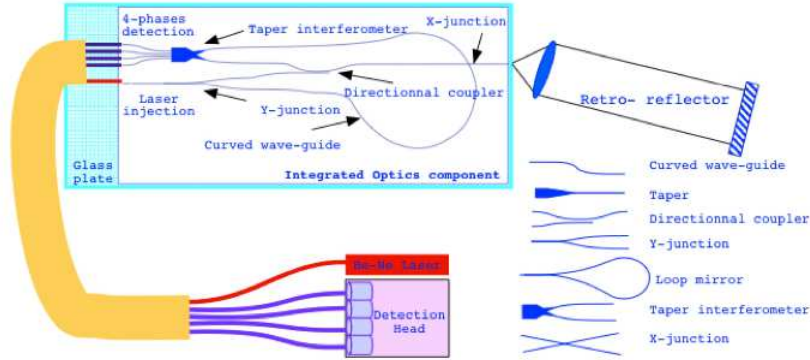 4-phases
detection
Taper interferometer
X-junction
Laser
injection
Y-junction
Directionnal coupler
Curved wave-guide
Glass
plate
Integrated Optics component
Retro- reflector
Curved wave-guide
Taper
Directionnal coupler
Y-junction
Loop mirror
Taper interferometer
X-junction
He-Ne Laser
Detection
Head